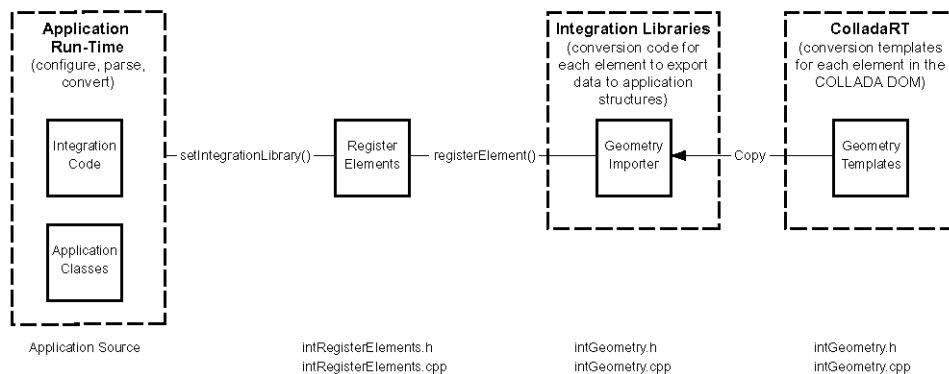 Application
Run-Time
(configure, parse,
convert)
Integration
Code
Application
Classes
Application Source
setIntegrationLibrary()
Register
Elements
intRegisterElements.h
intRegisterElements.cpp
registerElement()
Integration Libraries
(conversion code for
each element to export
data to application
structures)
Geometry
Importer
intGeometry.h
intGeometry.cpp
Copy
ColladaRT
(conversion templates
for each element in the
COLLADA DOM)
Geometry
Templates
intGeometry.h
intGeometry.cpp